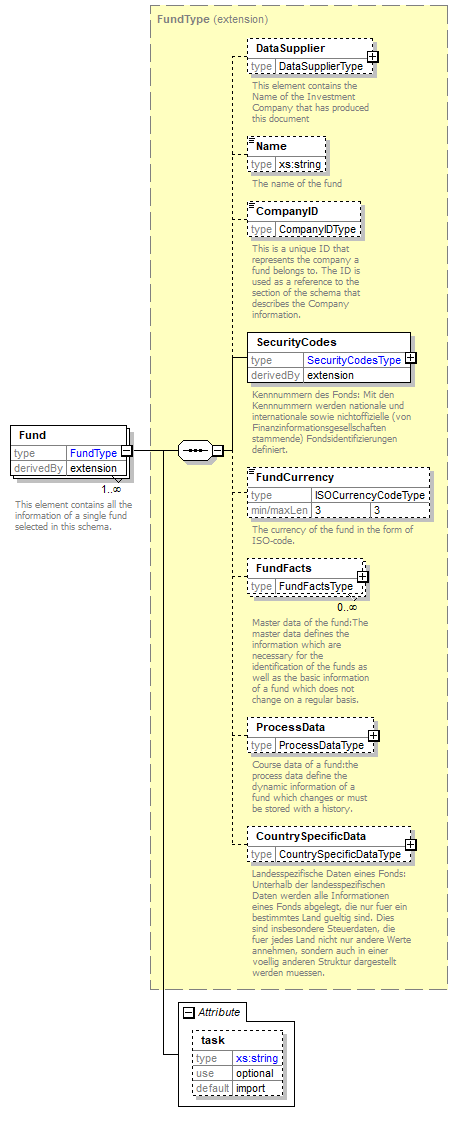 FundType (extension)
DataSupplier
type DataSupplierType
This element contains the
Name of the Investment
Company that has produced
this document
Name
type xs:string
The name of the fund
CompanyID
type CompanyIDType
This is a unique ID that
represents the company a
fund belongs to. The ID is
used as a reference to the
section of the schema that
describes the Company
information.
SecurityCodes
type SecurityCodesType
derivedBy extension
Kennnummern des Fonds: Mit den
Kennnummern werden nationale und
internationale sowie nichtoffizielle (von
Finanzinformationsgesellschaften
stammende) Fondsidentifizierungen
definiert.
Fund
type FundType
derivedBy extension
1..∞
This element contains all the
information of a single fund
selected in this schema.
FundCurrency
type ISOCurrencyCodeType
min/maxLen 3 3
The currency of the fund in the form of
ISO-code.
FundFacts
type FundFactsType
0..∞
Master data of the fund:The
master data defines the
information which are
necessary for the
identification of the funds as
well as the basic information
of a fund which does not
change on a regular basis.
ProcessData
type ProcessDataType
Course data of a fund:the
process data define the
dynamic information of a
fund which changes or must
be stored with a history.
CountrySpecificData
type CountrySpecificDataType
Landesspezifische Daten eines Fonds:
Unterhalb der landesspezifischen
Daten werden alle Informationen
eines Fonds abgelegt, die nur fuer ein
bestimmtes Land gueltig sind. Dies
sind insbesondere Steuerdaten, die
fuer jedes Land nicht nur andere Werte
annehmen, sondern auch in einer
voellig anderen Struktur dargestellt
werden muessen.
Attribute
task
type xs:string
use optional
default import